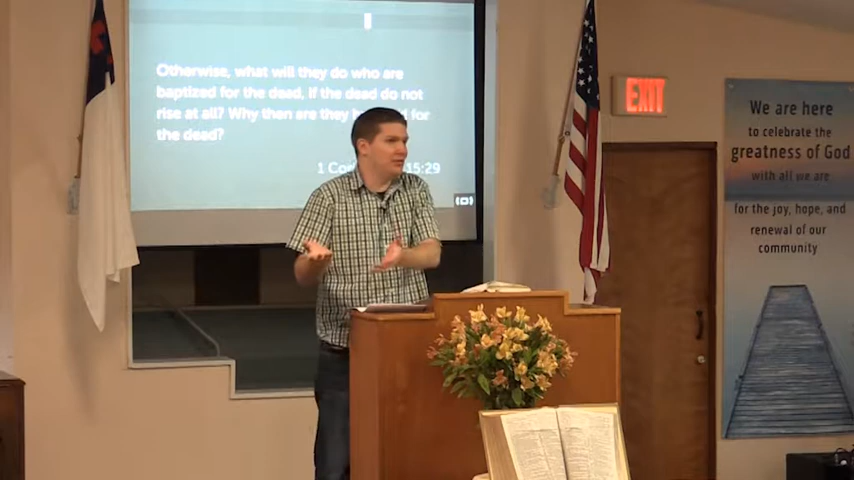 Otherwise, what will they do who are
baptized for the dead, If the dead do not
rise at all? Why then are they for
the dead?
1 15:29
EXIT
We are here
to celebrate the
greatness of God
with all we are
for the joy, hope, and
renewal of our
community